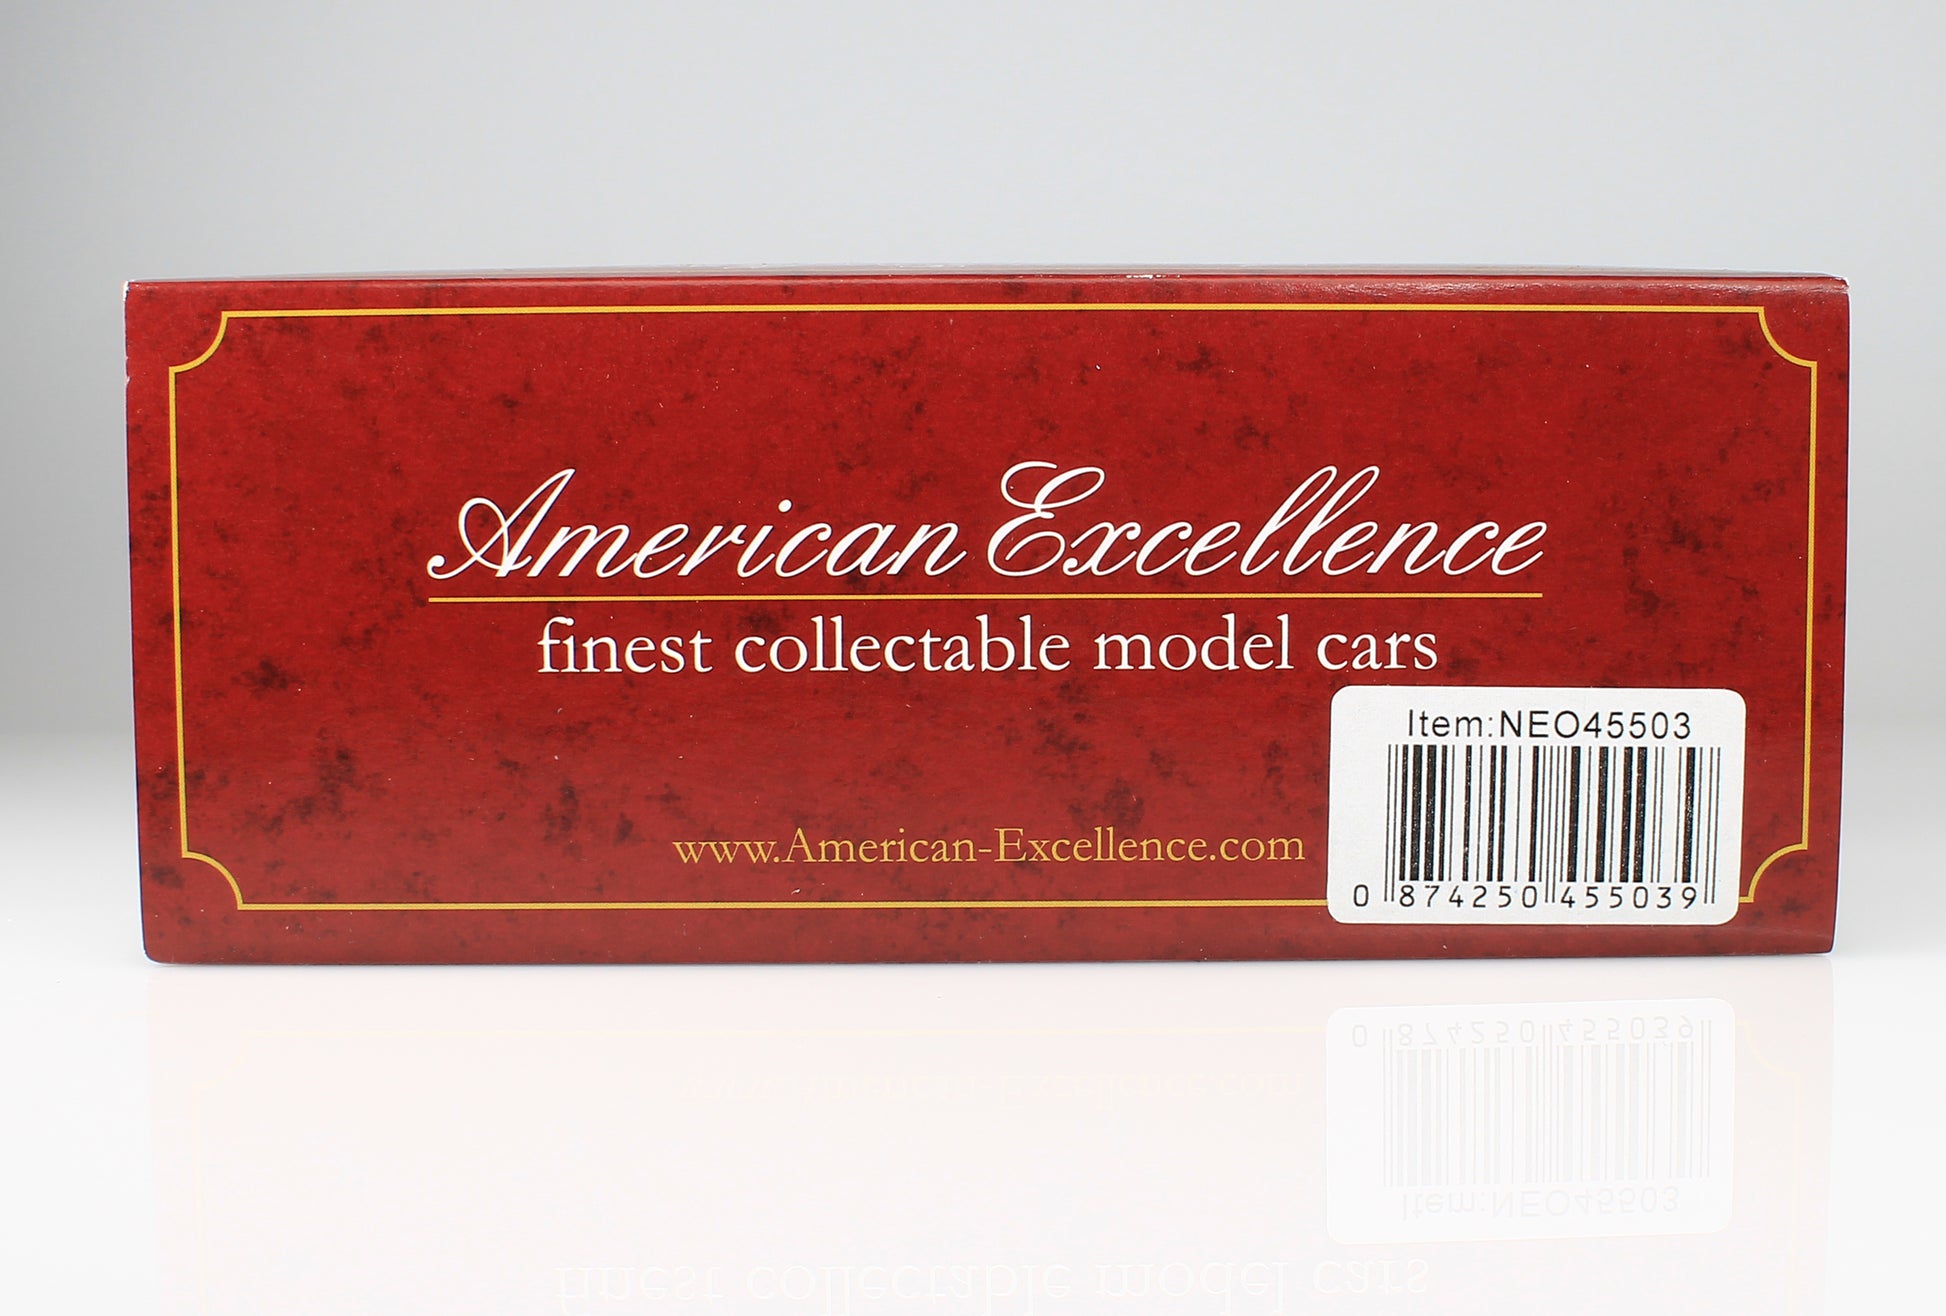 American Excellence
finest collectable model cars
Item:NEO45503
www.American-Excellence.com
0 874250 455039